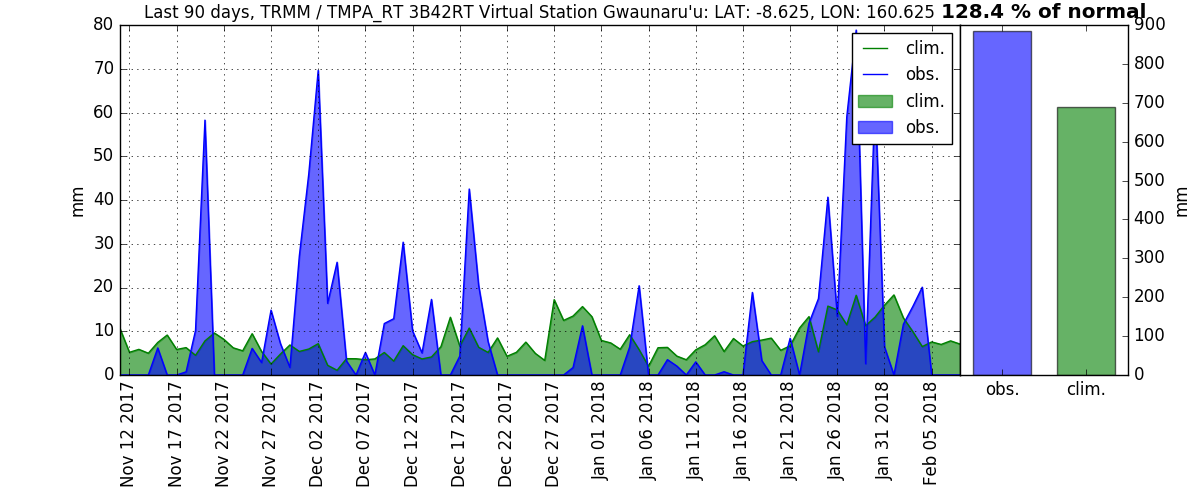 Last 90 days, TRMM / TMPA_RT 3B42RT Virtual Station Gwaunaru'u: LAT: -8.625, LON: 160.625 128.4 % of normal
80
70
60
50
40
30
20
10
0
mm
clim.
obs.
clim.
obs.
900
800
700
600
500
400
300
200
100
0
mm
Nov 12 2017
Nov 17 2017
Nov 22 2017
Nov 27 2017
Dec 02 2017
Dec 07 2017
Dec 12 2017
Dec 17 2017
Dec 22 2017
Dec 27 2017
Jan 01 2018
Jan 06 2018
Jan 11 2018
Jan 16 2018
Jan 21 2018
Jan 26 2018
Jan 31 2018
Feb 05 2018
obs.
clim.